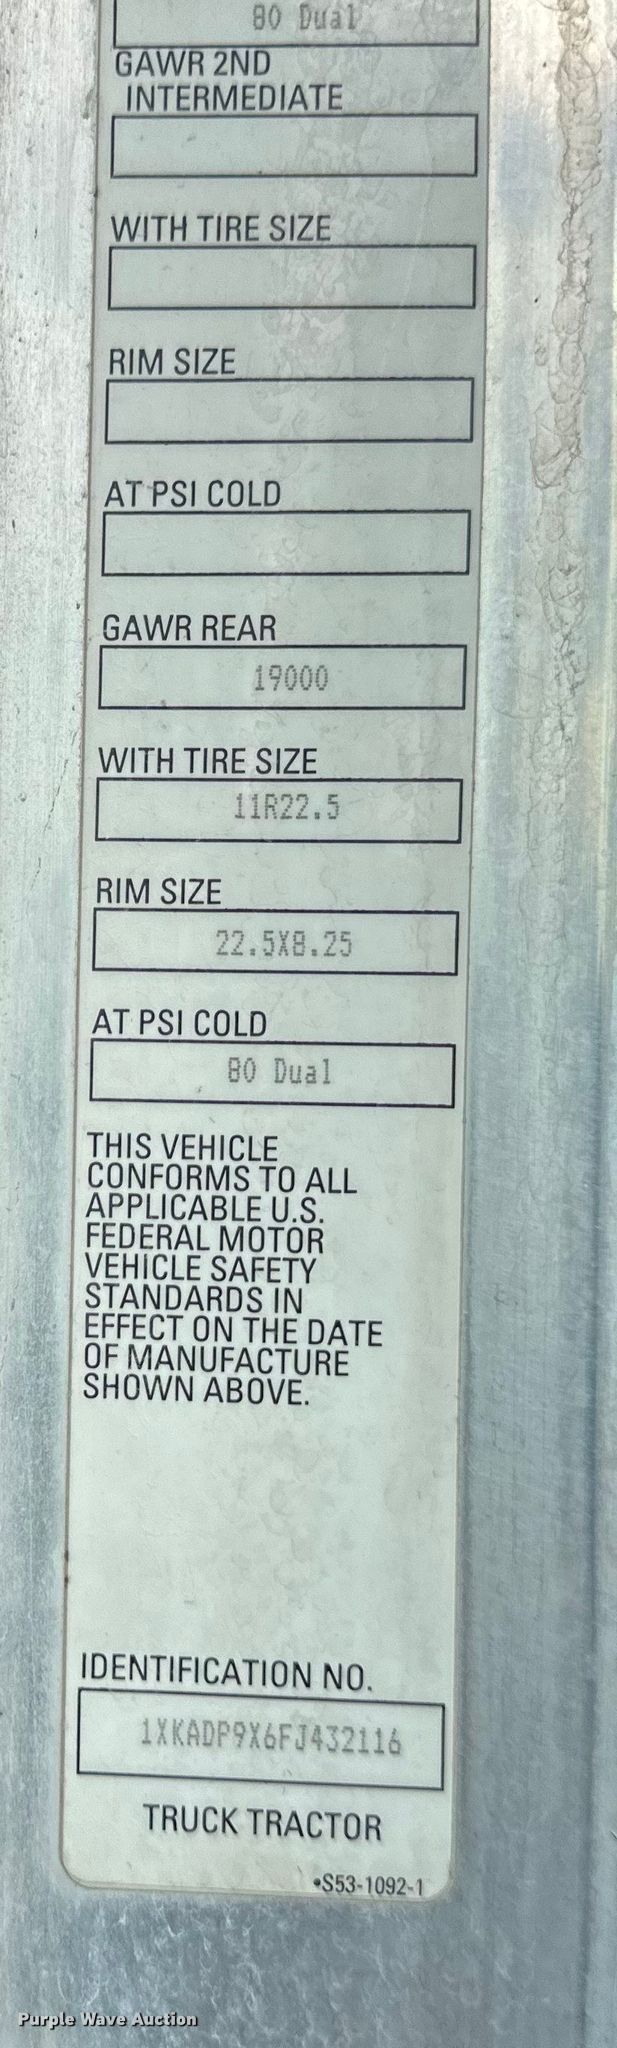 80 Dual
GAWR 2ND
INTERMEDIATE
WITH TIRE SIZE
RIM SIZE
AT PSI COLD
GAWR REAR
19000
WITH TIRE SIZE
11R22.5
RIM SIZE
22.5X8.25
AT PSI COLD
80 Dual
THIS VEHICLE
CONFORMS TO ALL
APPLICABLE U.S.
FEDERAL MOTOR
VEHICLE SAFETY
STANDARDS IN
EFFECT ON THE DATE
OF MANUFACTURE
SHOWN ABOVE.
IDENTIFICATION NO.
1XKADP9X6FJ432116
TRUCK TRACTOR
•S53-1092-1
Purple Wave Auction